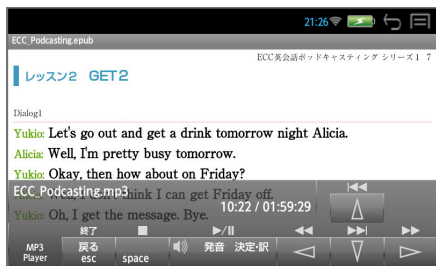 21:26
ECC_Podcasting.epub
ECC英会話ポッドキャスティング シリーズ1 7
レッスン2 GET2
Dialog1
Yukio: Let's go out and get a drink tomorrow night Alicia.
Alicia: Well, I'm pretty busy tomorrow.
Yukio: Okay, then how about on Friday?
ECC_Podcasting.mp3
think I can get Friday off.
10:22 / 01:59:29
Yukio: Oh, I get the message. Bye.
終了
MP3 Player
戻る esc
space
発音 決定・訳